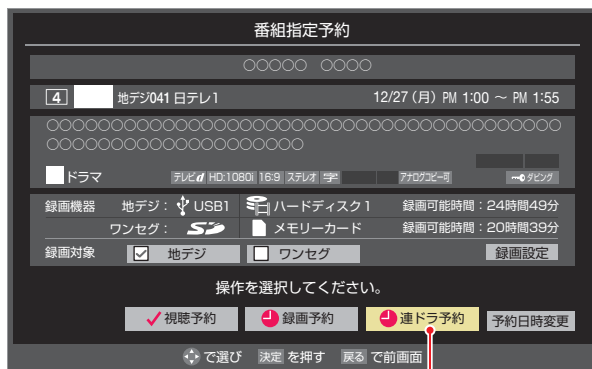 番組指定予約
○○○○○ ○○○○
4 地デジ041 日テレ1 12/27(月) PM 1:00 ～ PM 1:55
○○○○○○○○○○○○○○○○○○○○○○○○○○○○○○○○○○
○○○○○○○○○○○○○○○○○
ドラマ テレビd HD:1080i 16:9 ステレオ 字 アナログコピー可 ダビング
録画機器 地デジ: USB1 ハードディスク1 録画可能時間:24時間49分
ワンセグ: SD メモリーカード 録画可能時間:20時間39分
録画対象 地デジ ワンセグ 録画設定
操作を選択してください。
視聴予約 録画予約 連ドラ予約 予約日時変更
で選び 決定 を押す 戻る で前画面